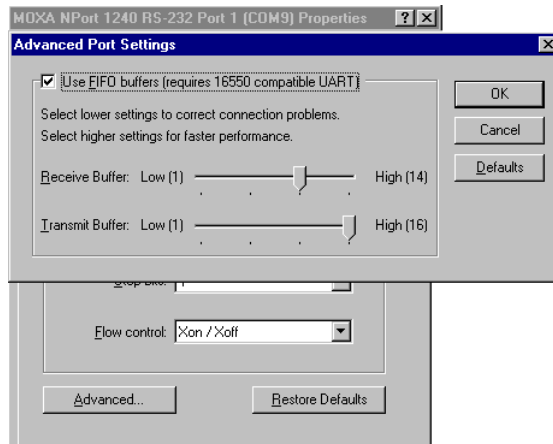 MOXA NPort 1240 RS-232 Port 1 (COM9) Properties
Advanced Port Settings
Use FIFO buffers (requires 16550 compatible UART)
OK
Select lower settings to correct connection problems.
Cancel
Select higher settings for faster performance.
Defaults
Receive Buffer: Low (1) High (14)
Transmit Buffer: Low (1) High (16)
Flow control: Xon / Xoff
Advanced...
Restore Defaults